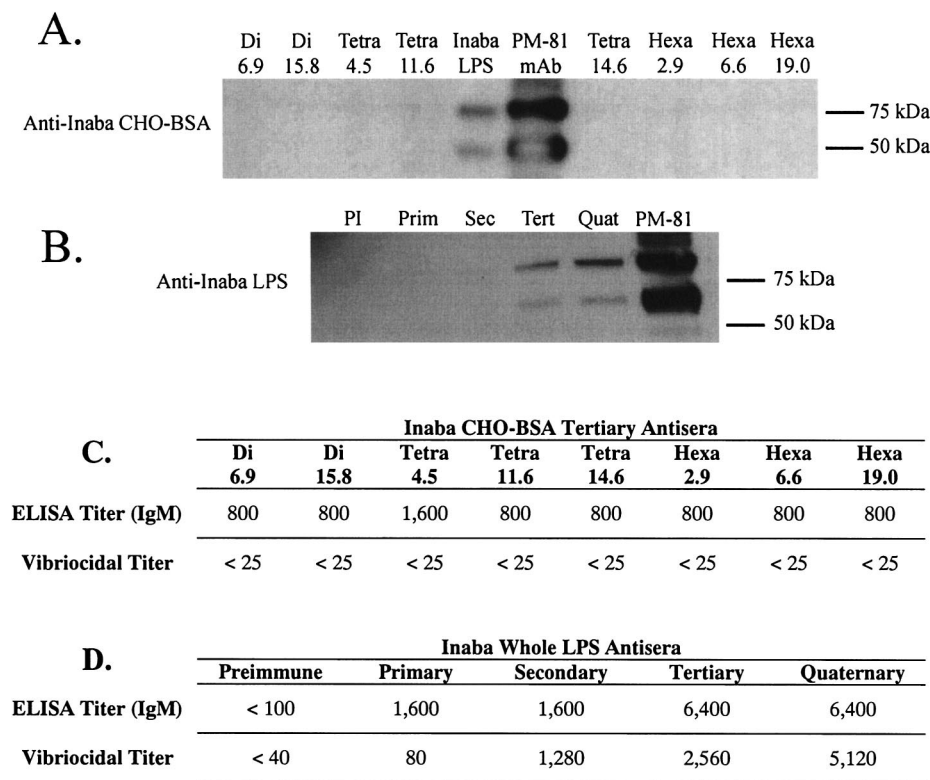 A.
Di Di Tetra Tetra Inaba PM-81 Tetra Hexa Hexa Hexa
6.9 15.8 4.5 11.6 LPS mAb 14.6 2.9 6.6 19.0
Anti-Inaba CHO-BSA
75 kDa
50 kDa
B.
PI Prim Sec Tert Quat PM-81
Anti-Inaba LPS
75 kDa
50 kDa
C.
Inaba CHO-BSA Tertiary Antisera
Di Di Tetra Tetra Tetra Hexa Hexa Hexa
6.9 15.8 4.5 11.6 14.6 2.9 6.6 19.0
ELISA Titer (IgM) 800 800 1,600 800 800 800 800 800
Vibriocidal Titer < 25 < 25 < 25 < 25 < 25 < 25 < 25 < 25
D.
Inaba Whole LPS Antisera
Preimmune Primary Secondary Tertiary Quaternary
ELISA Titer (IgM) < 100 1,600 1,600 6,400 6,400
Vibriocidal Titer < 40 80 1,280 2,560 5,120